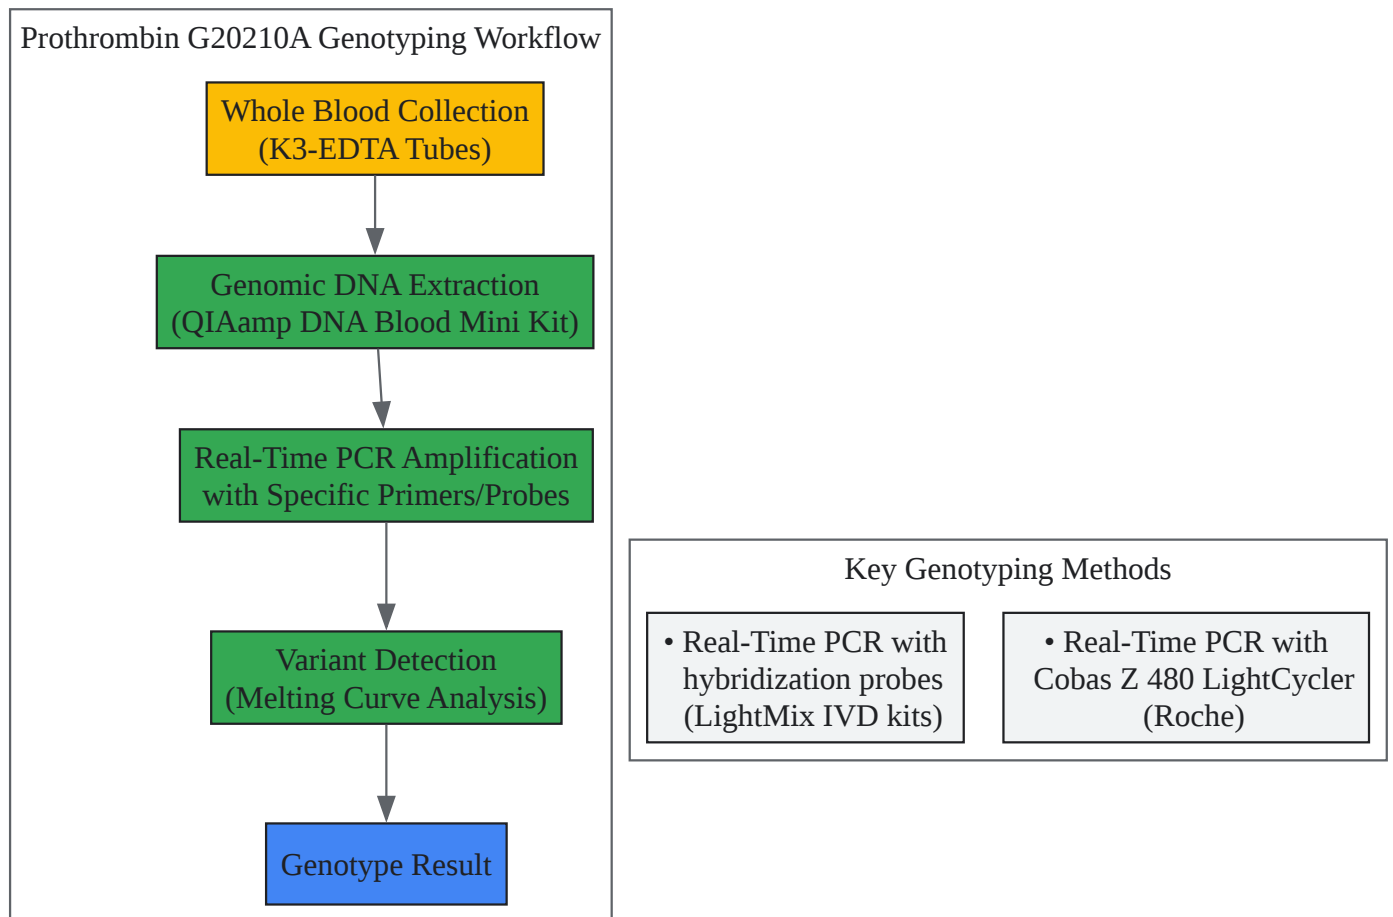 Prothrombin G20210A Genotyping Workflow
Whole Blood Collection
(K3-EDTA Tubes)
Genomic DNA Extraction
(QIAamp DNA Blood Mini Kit)
Real-Time PCR Amplification
with Specific Primers/Probes
Variant Detection
(Melting Curve Analysis)
Genotype Result
Key Genotyping Methods
• Real-Time PCR with
hybridization probes
(LightMix IVD kits)
• Real-Time PCR with
Cobas Z 480 LightCycler
(Roche)